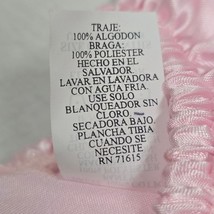 TRAJE:
100% ALGODON
BRAGA:
100% POLIESTER
HECHO EN EL
SALVADOR.
LAVAR EN LAVADORA
CON AGUA FRIA.
USE SOLO
BLANQUEADOR SIN
CLORO,
SECADORA BAJO,
PLANCHA TIBIA
CUANDO SE
NECESITE
RN 71615